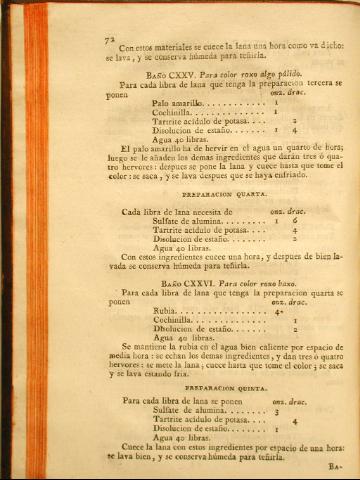 72
Con estos materiales se cuece la lana una hora como va dicho:
se lava, y se conserva húmeda para teñirla.
BAÑO CXXV. Para color roxo algo pálido.
Para cada libra de lana que tenga la preparacion tercera se
ponen onz. drac.
Palo amarillo. . . . . . . . . . . . 1
Cochinilla. . . . . . . . . . . . . . 1
Tartrite acídulo de potasa. . . . 2
Disolucion de estaño. . . . . . . . 1 4
Agua 40 libras.
El palo amarillo ha de hervir en el agua un quarto de hora;
luego se le añaden los demas ingredientes que darán tres ó qua-
tro hervores: despues se pone la lana y cuece hasta que tome el
color: se saca, y se lava despues que se haya enfriado.
PREPARACION QUARTA.
Cada libra de lana necesita de onz. drac.
Sulfate de alumina. . . . . . . . . 1 6
Tartrite acídulo de potasa. . . . 4
Disolucion de estaño. . . . . . . . 2
Agua 40 libras.
Con estos ingredientes cuece una hora, y despues de bien la-
vada se conserva húmeda para teñirla.
BAÑO CXXVI. Para color roxo baxo.
Para cada libra de lana que tenga la preparacion quarta se
ponen onz. drac.
Rubia. . . . . . . . . . . . . . . . . 4
Cochinilla. . . . . . . . . . . . . . 1
Disolucion de estaño. . . . . . . . 2
Agua 40 libras.
Se mantiene la rubia en el agua bien caliente por espacio de
media hora: se echan los demas ingredientes, y dan tres ó quatro
hervores: se mete la lana; cuece hasta que tome el color; se saca
y se lava estando fria.
PREPARACION QUINTA.
Para cada libra de lana se ponen onz. drac.
Sulfate de alumina. . . . . . . . . 3
Tartrite acídulo de potasa. . . . 4
Disolucion de estaño. . . . . . . . 1
Agua 40 libras.
Cuece la lana con estos ingredientes por espacio de una hora:
se lava bien, y se conserva húmeda para teñirla.
BA-